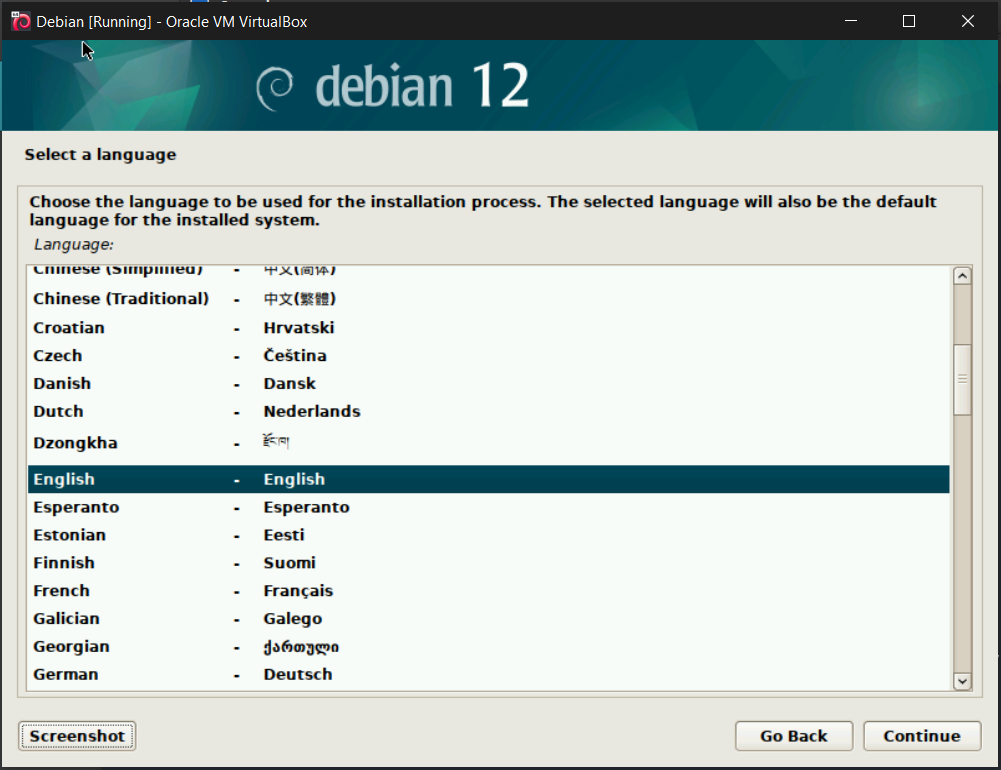 Debian [Running] - Oracle VM VirtualBox
debian 12
Select a language
Choose the language to be used for the installation process. The selected language will also be the default
language for the installed system.
Language:
Chinese (Simplified) - 中文(简体)
Chinese (Traditional) - 中文(繁體)
Croatian - Hrvatski
Czech - Čeština
Danish - Dansk
Dutch - Nederlands
Dzongkha - རྫོང་ཁ།
English - English
Esperanto - Esperanto
Estonian - Eesti
Finnish - Suomi
French - Français
Galician - Galego
Georgian - ქართული
German - Deutsch
Screenshot
Go Back
Continue